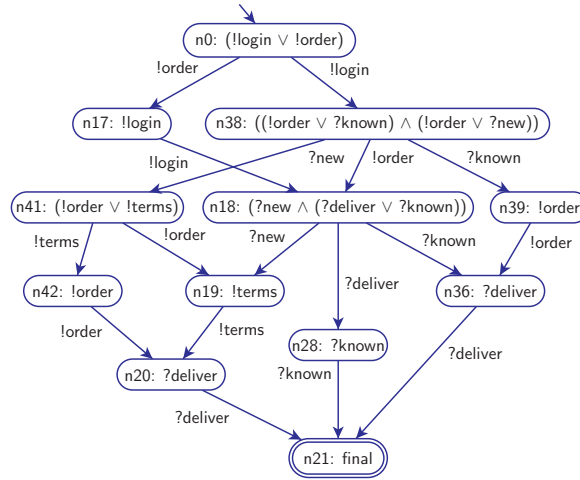 n0: (!login ∨ !order)
!order
!login
n17: !login
n38: ((!order ∨ ?known) ∧ (!order ∨ ?new))
!login
?new
!order
?known
n41: (!order ∨ !terms)
n18: (?new ∧ (?deliver ∨ ?known))
n39: !order
!terms
!order
?new
?known
!order
n42: !order
n19: !terms
?deliver
n36: ?deliver
!order
!terms
n28: ?known
?deliver
n20: ?deliver
?known
?deliver
n21: final